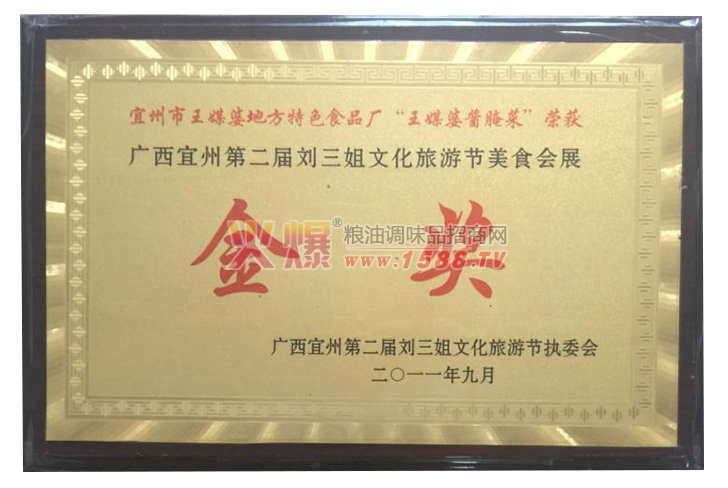 宜州市王媒婆地方特色食品厂“王媒婆酱腌菜”荣获
广西宜州第二届刘三姐文化旅游节美食会展
金奖
火爆®粮油调味品招商网
www.1588.TV
广西宜州第二届刘三姐文化旅游节执委会
二〇一一年九月